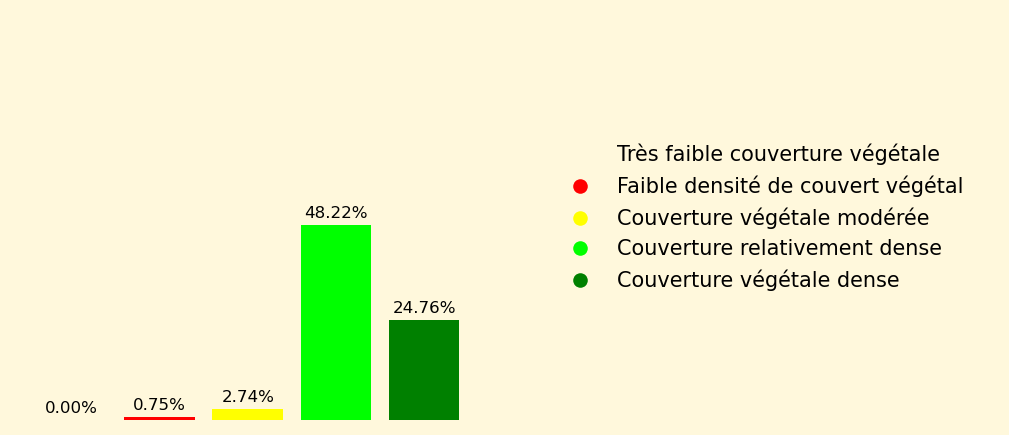 0.00%
0.75%
2.74%
48.22%
24.76%
Très faible couverture végétale
Faible densité de couvert végétal
Couverture végétale modérée
Couverture relativement dense
Couverture végétale dense